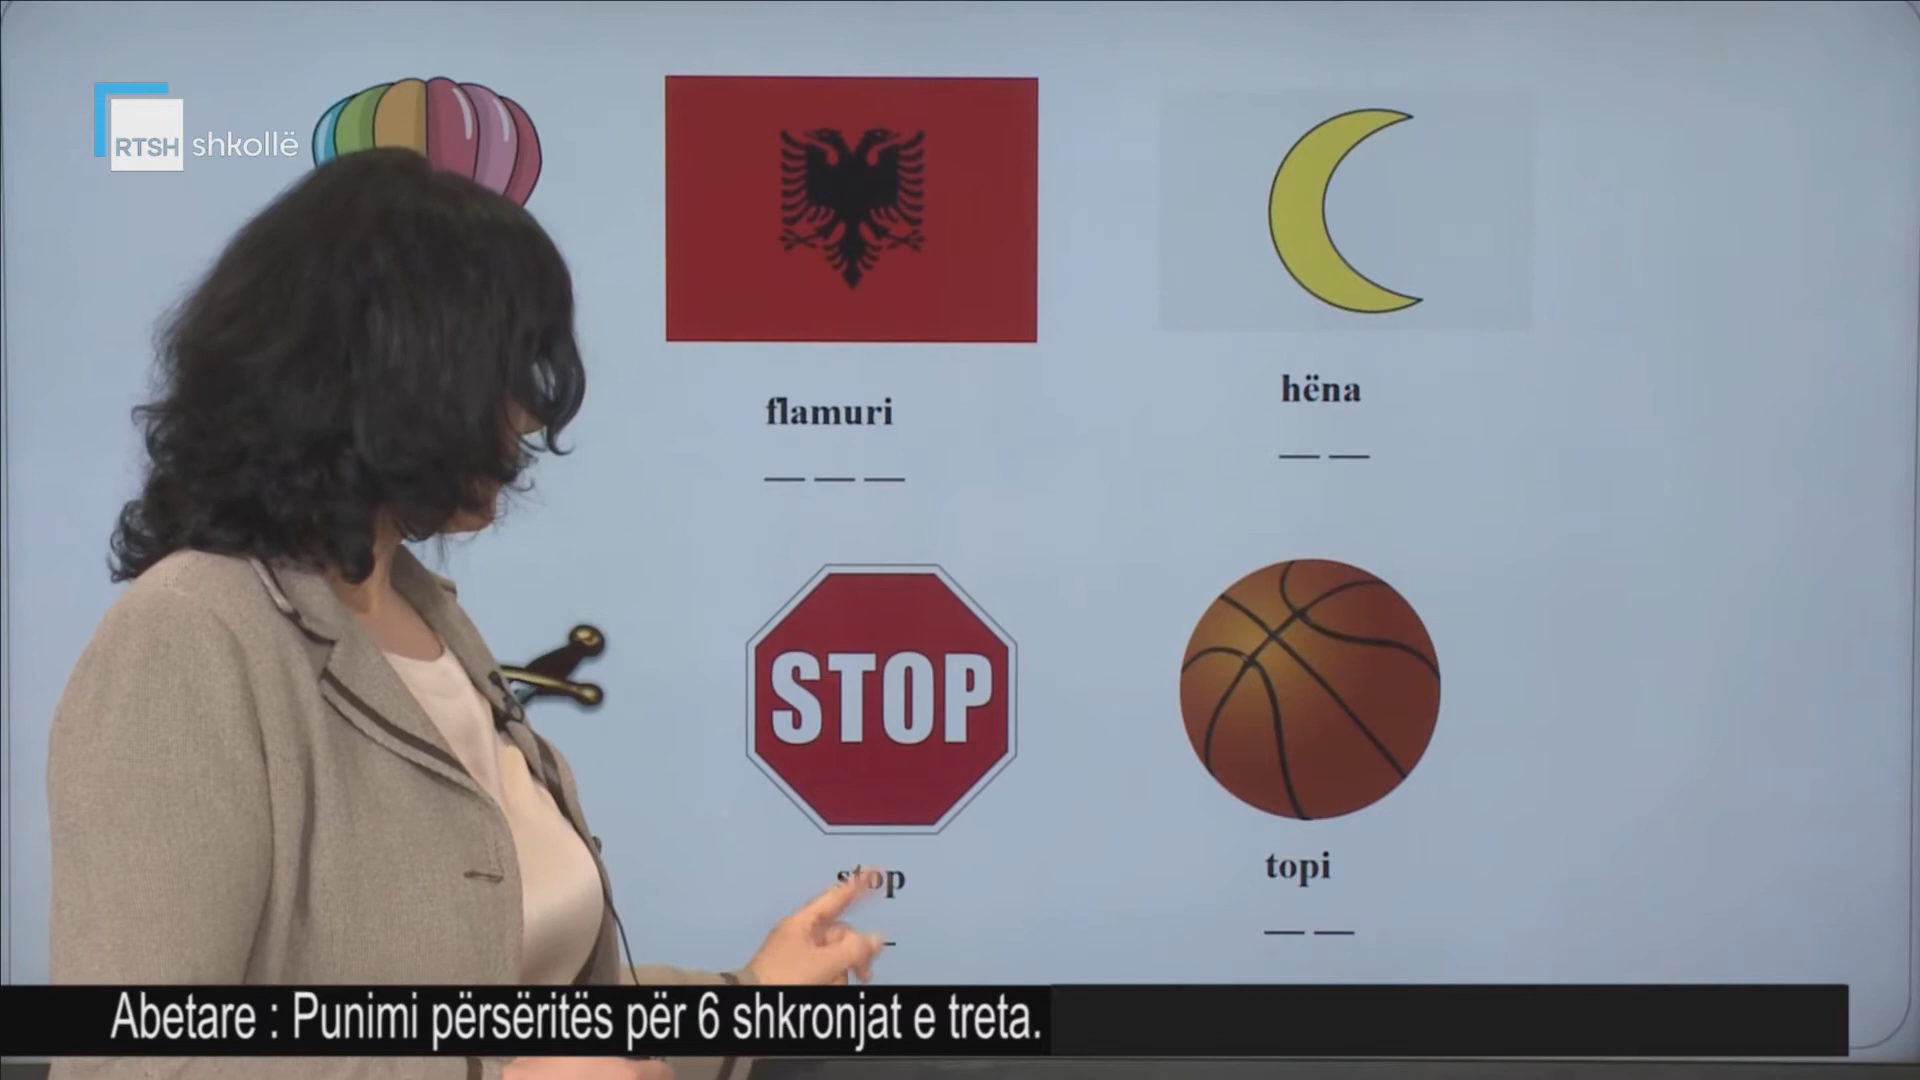 RTSH shkollë
flamuri
hëna
STOP
stop
topi
Abetare : Punimi përsëritës për 6 shkronjat e treta.